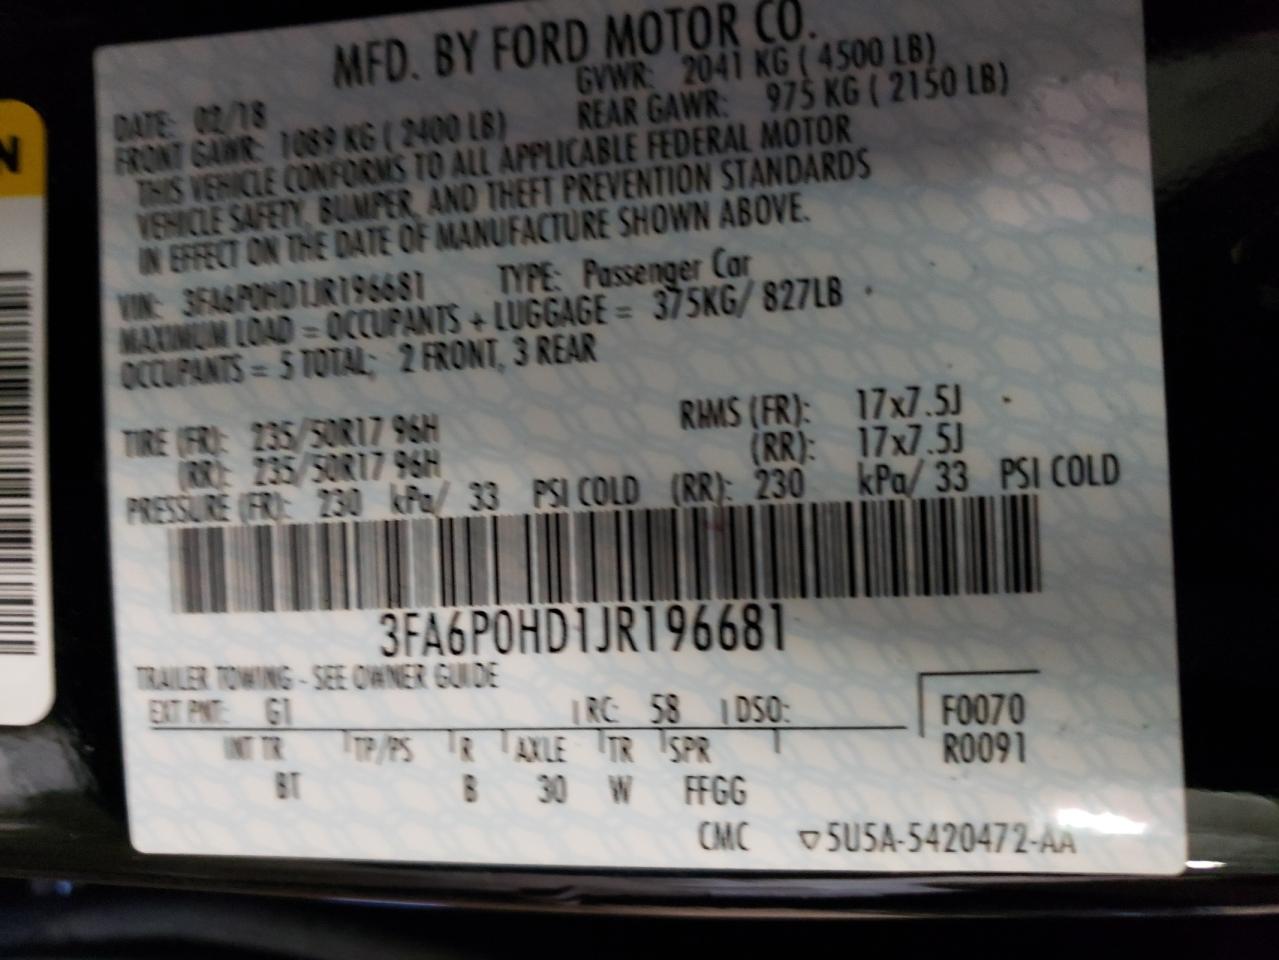 MFD. BY FORD MOTOR CO.
DATE: 02/18 GVWR: 2041 KG ( 4500 LB)
FRONT GAWR: 1089 KG ( 2400 LB) REAR GAWR: 975 KG ( 2150 LB)
THIS VEHICLE CONFORMS TO ALL APPLICABLE FEDERAL MOTOR
VEHICLE SAFETY, BUMPER, AND THEFT PREVENTION STANDARDS
IN EFFECT ON THE DATE OF MANUFACTURE SHOWN ABOVE.
VIN: 3FA6P0HD1JR196681 TYPE: Passenger Car
MAXIMUM LOAD = OCCUPANTS + LUGGAGE = 375KG/ 827LB
OCCUPANTS = 5 TOTAL; 2 FRONT, 3 REAR
TIRE (FR): 235/50R17 96H RIMS (FR): 17x7.5J
(RR): 235/50R17 96H (RR): 17x7.5J
PRESSURE (FR): 230 kPa/ 33 PSI COLD (RR): 230 kPa/ 33 PSI COLD
3FA6P0HD1JR196681
TRAILER TOWING - SEE OWNER GUIDE
EXT PNT: G1 RC: 58 DSO: F0070
INT TR TP/PS R AXLE TR SPR R0091
BT B 30 W FFGG
CMC ▽5U5A-5420472-AA
N